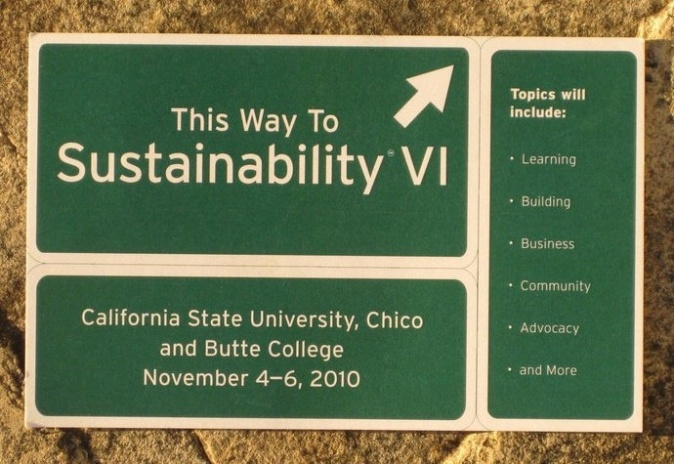 This Way To
Sustainability℠ VI
California State University, Chico
and Butte College
November 4–6, 2010
Topics will
include:
• Learning
• Building
• Business
• Community
• Advocacy
• and More